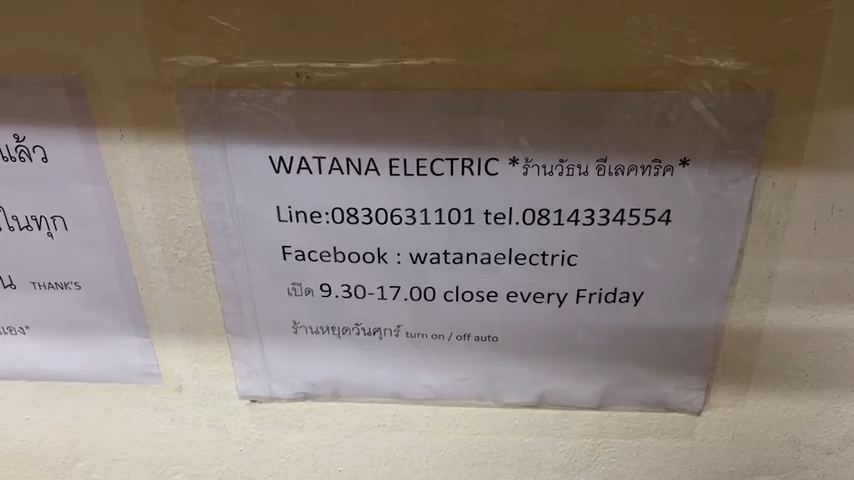 แล้ว
ในทุก
น THANK'S
เอง"
WATANA ELECTRIC *ร้านวัธน อีเลคทริค*
Line:0830631101 tel.0814334554
Facebook : watanaelectric
เปิด 9.30-17.00 close every Friday
ร้านหยุดวันศุกร์ turn on / off auto